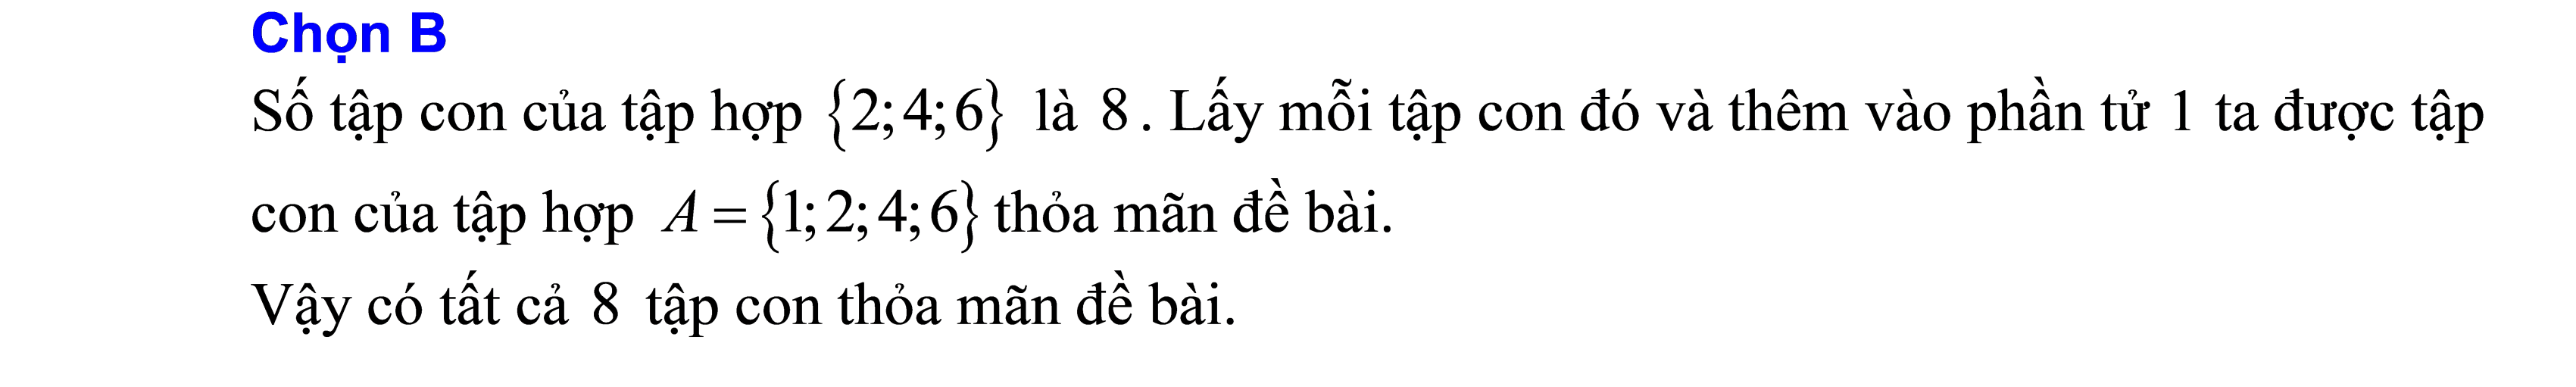 Chọn B
Số tập con của tập hợp {2;4;6} là 8. Lấy mỗi tập con đó và thêm vào phần tử 1 ta được tập
con của tập hợp A={1;2;4;6} thỏa mãn đề bài.
Vậy có tất cả 8 tập con thỏa mãn đề bài.